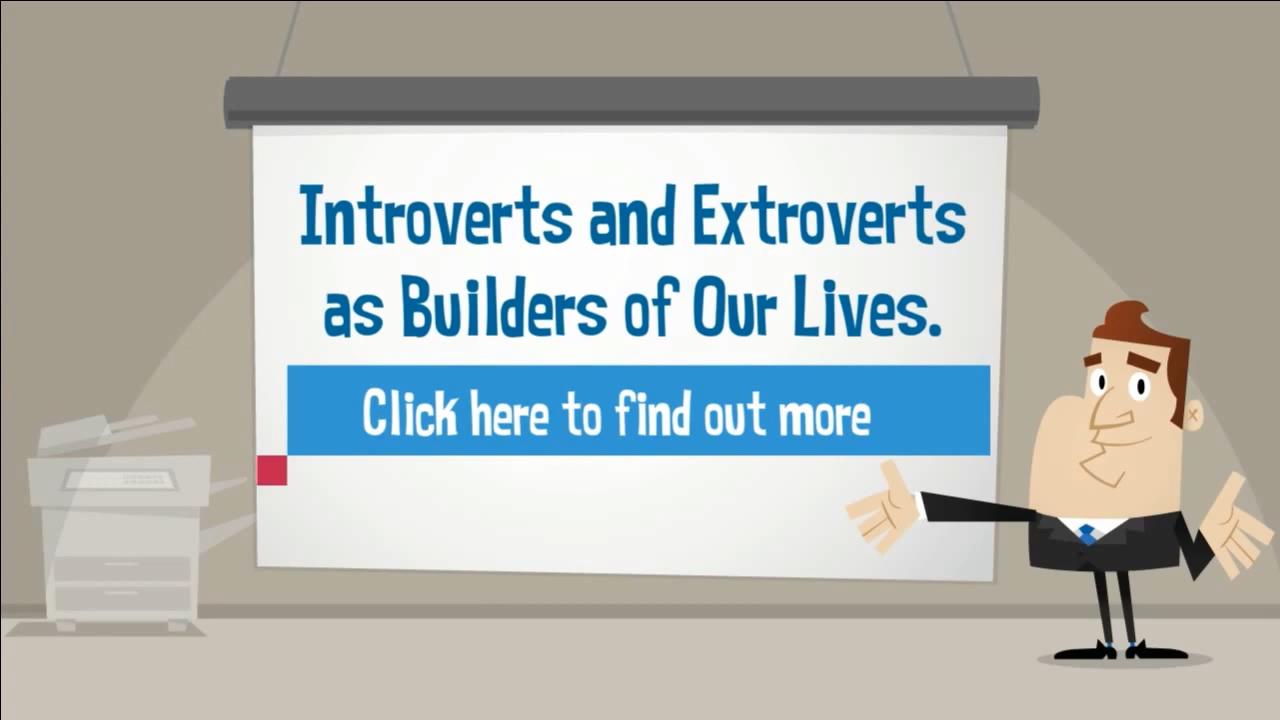 Introverts and Extroverts
as Builders of Our Lives.
Click here to find out more